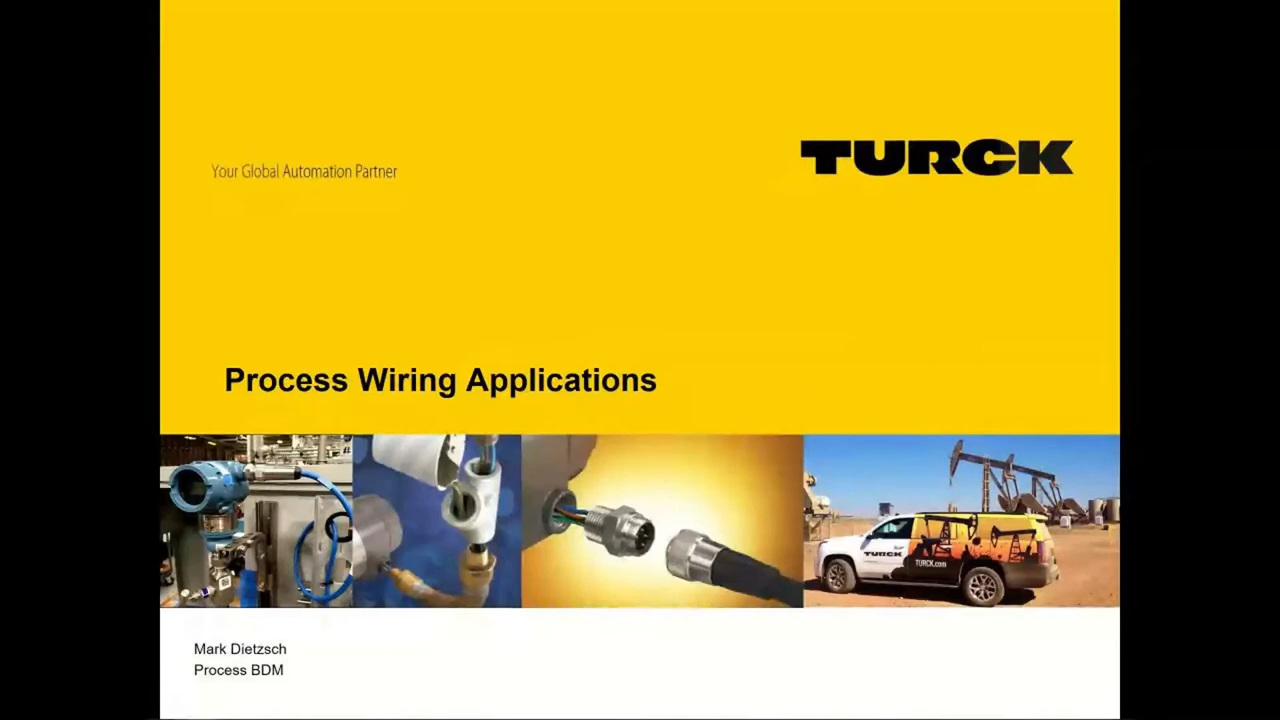 Your Global Automation Partner
TURCK
Process Wiring Applications
TURCK
TURCK.com
Mark Dietzsch
Process BDM